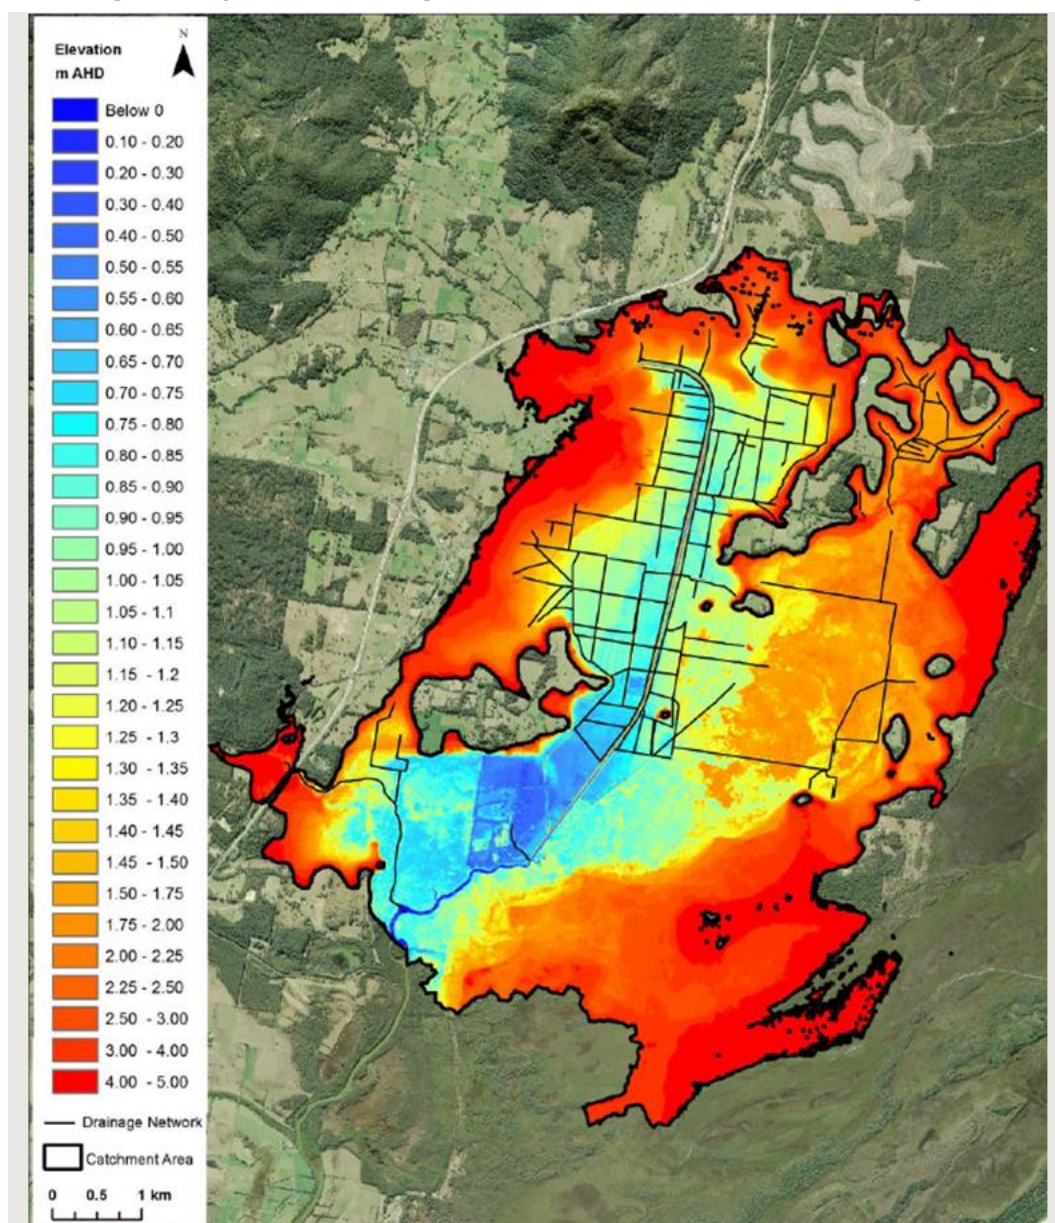 N
Elevation
m AHD
Below 0
0.10 - 0.20
0.20 - 0.30
0.30 - 0.40
0.40 - 0.50
0.50 - 0.55
0.55 - 0.60
0.60 - 0.65
0.65 - 0.70
0.70 - 0.75
0.75 - 0.80
0.80 - 0.85
0.85 - 0.90
0.90 - 0.95
0.95 - 1.00
1.00 - 1.05
1.05 - 1.1
1.10 - 1.15
1.15 - 1.2
1.20 - 1.25
1.25 - 1.3
1.30 - 1.35
1.35 - 1.40
1.40 - 1.45
1.45 - 1.50
1.50 - 1.75
1.75 - 2.00
2.00 - 2.25
2.25 - 2.50
2.50 - 3.00
3.00 - 4.00
4.00 - 5.00
Drainage Network
Catchment Area
0 0.5 1 km